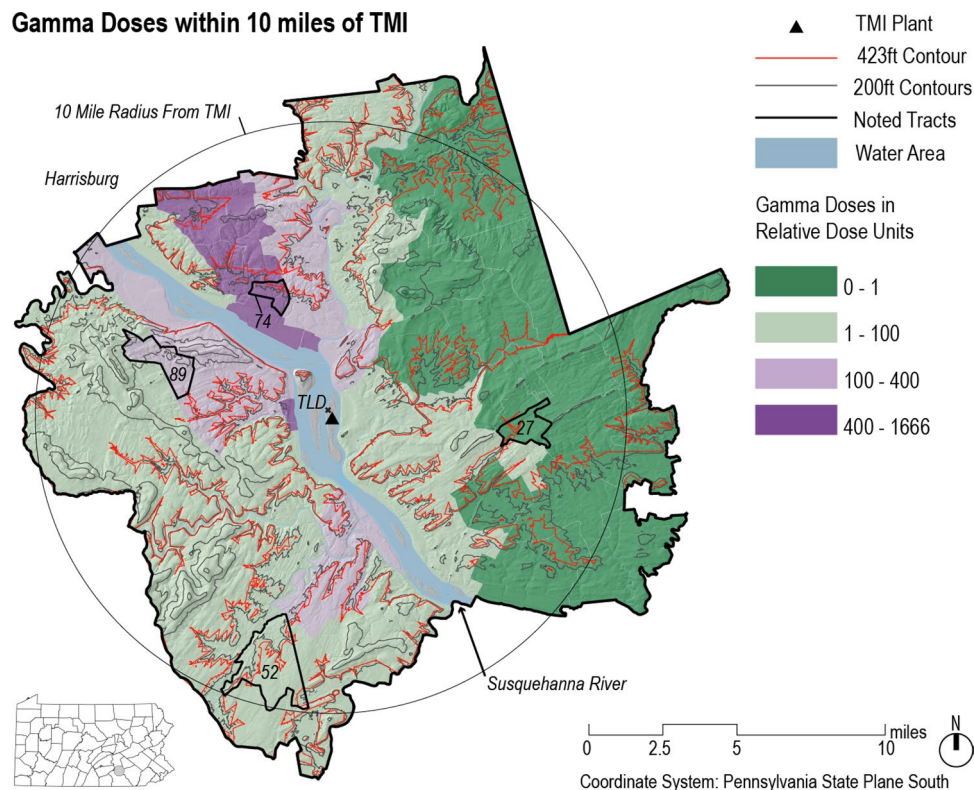 Gamma Doses within 10 miles of TMI
10 Mile Radius From TMI
Harrisburg
74
89
TLD
27
52
Susquehanna River
TMI Plant
423ft Contour
200ft Contours
Noted Tracts
Water Area
Gamma Doses in
Relative Dose Units
0 - 1
1 - 100
100 - 400
400 - 1666
miles
0 2.5 5 10
N
Coordinate System: Pennsylvania State Plane South